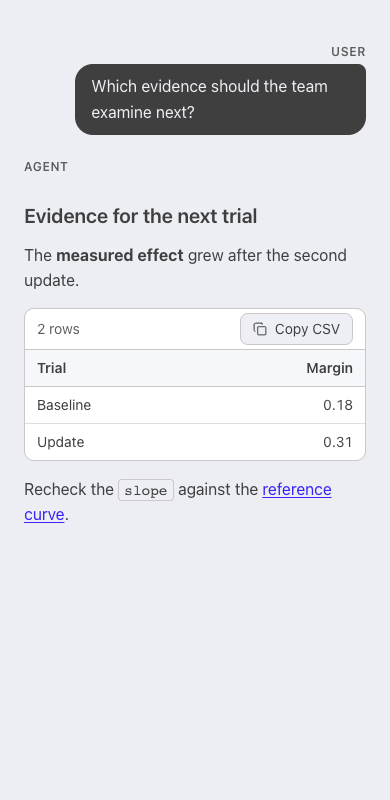 USER
Which evidence should the team
examine next?
AGENT
Evidence for the next trial
The measured effect grew after the second
update.
2 rows Copy CSV
Trial Margin
Baseline 0.18
Update 0.31
Recheck the slope against the reference
curve.